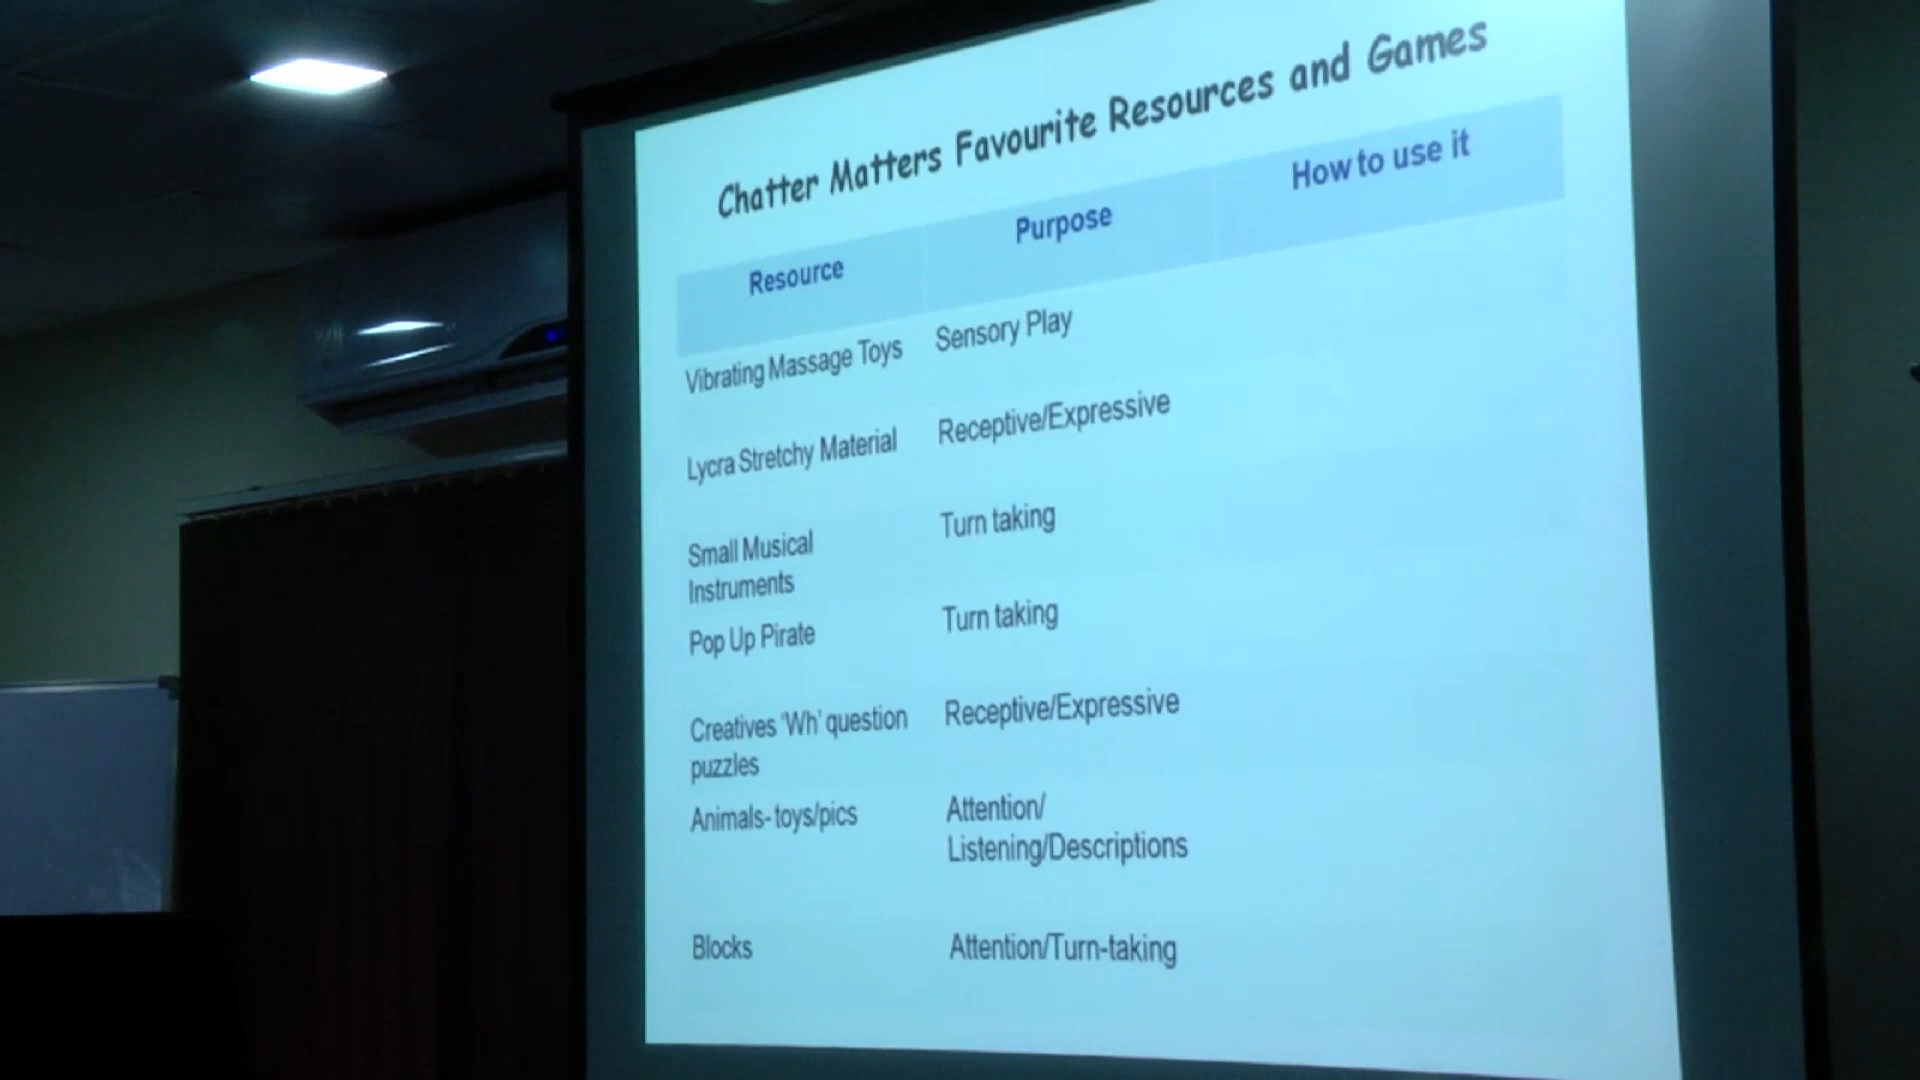 Chatter Matters Favourite Resources and Games
Resource Purpose How to use it
Vibrating Massage Toys Sensory Play
Lycra Stretchy Material Receptive/Expressive
Small Musical Turn taking
Instruments
Pop Up Pirate Turn taking
Creatives ‘Wh’ question Receptive/Expressive
puzzles
Animals- toys/pics Attention/
Listening/Descriptions
Blocks Attention/Turn-taking